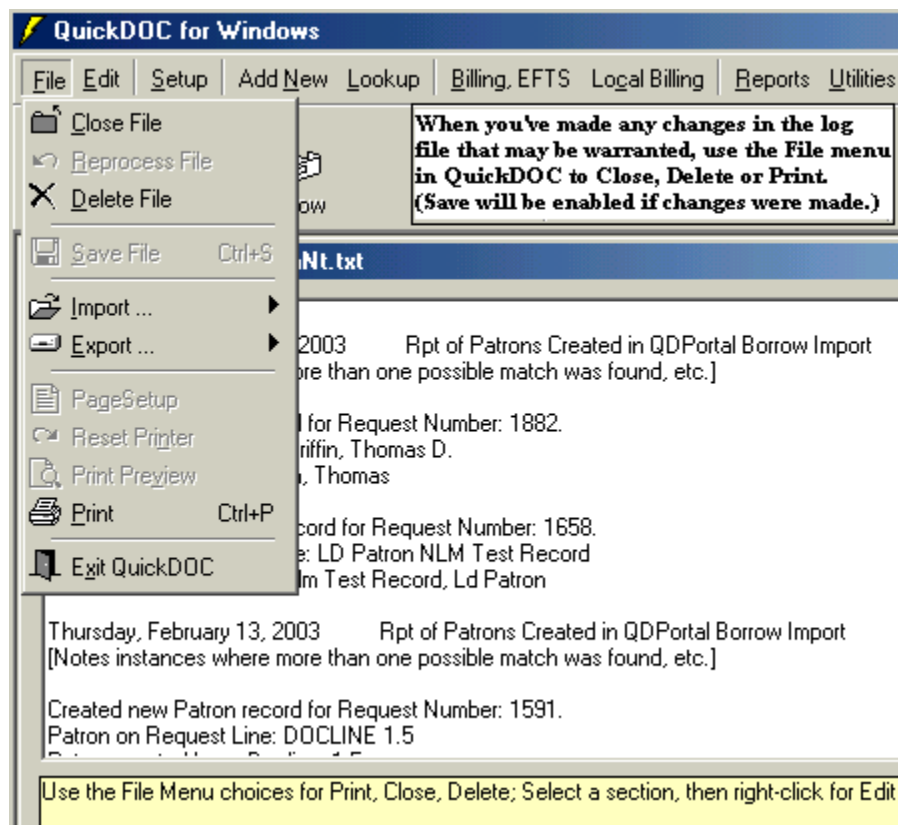 QuickDOC for Windows
File Edit Setup Add New Lookup Billing, EFTS Local Billing Reports Utilities
Close File
Reprocess File
Delete File
Save File Ctrl+S
Import ...
Export ...
PageSetup
Reset Printer
Print Preview
Print Ctrl+P
Exit QuickDOC
When you've made any changes in the log
file that may be warranted, use the File menu
in QuickDOC to Close, Delete or Print.
(Save will be enabled if changes were made.)
ow
Nt.txt
2003 Rpt of Patrons Created in QDPortal Borrow Import
ore than one possible match was found, etc.]
for Request Number: 1882.
riffin, Thomas D.
, Thomas
cord for Request Number: 1658.
: LD Patron NLM Test Record
lm Test Record, Ld Patron
Thursday, February 13, 2003 Rpt of Patrons Created in QDPortal Borrow Import
[Notes instances where more than one possible match was found, etc.]
Created new Patron record for Request Number: 1591.
Patron on Request Line: DOCLINE 1.5
Use the File Menu choices for Print, Close, Delete; Select a section, then right-click for Edit